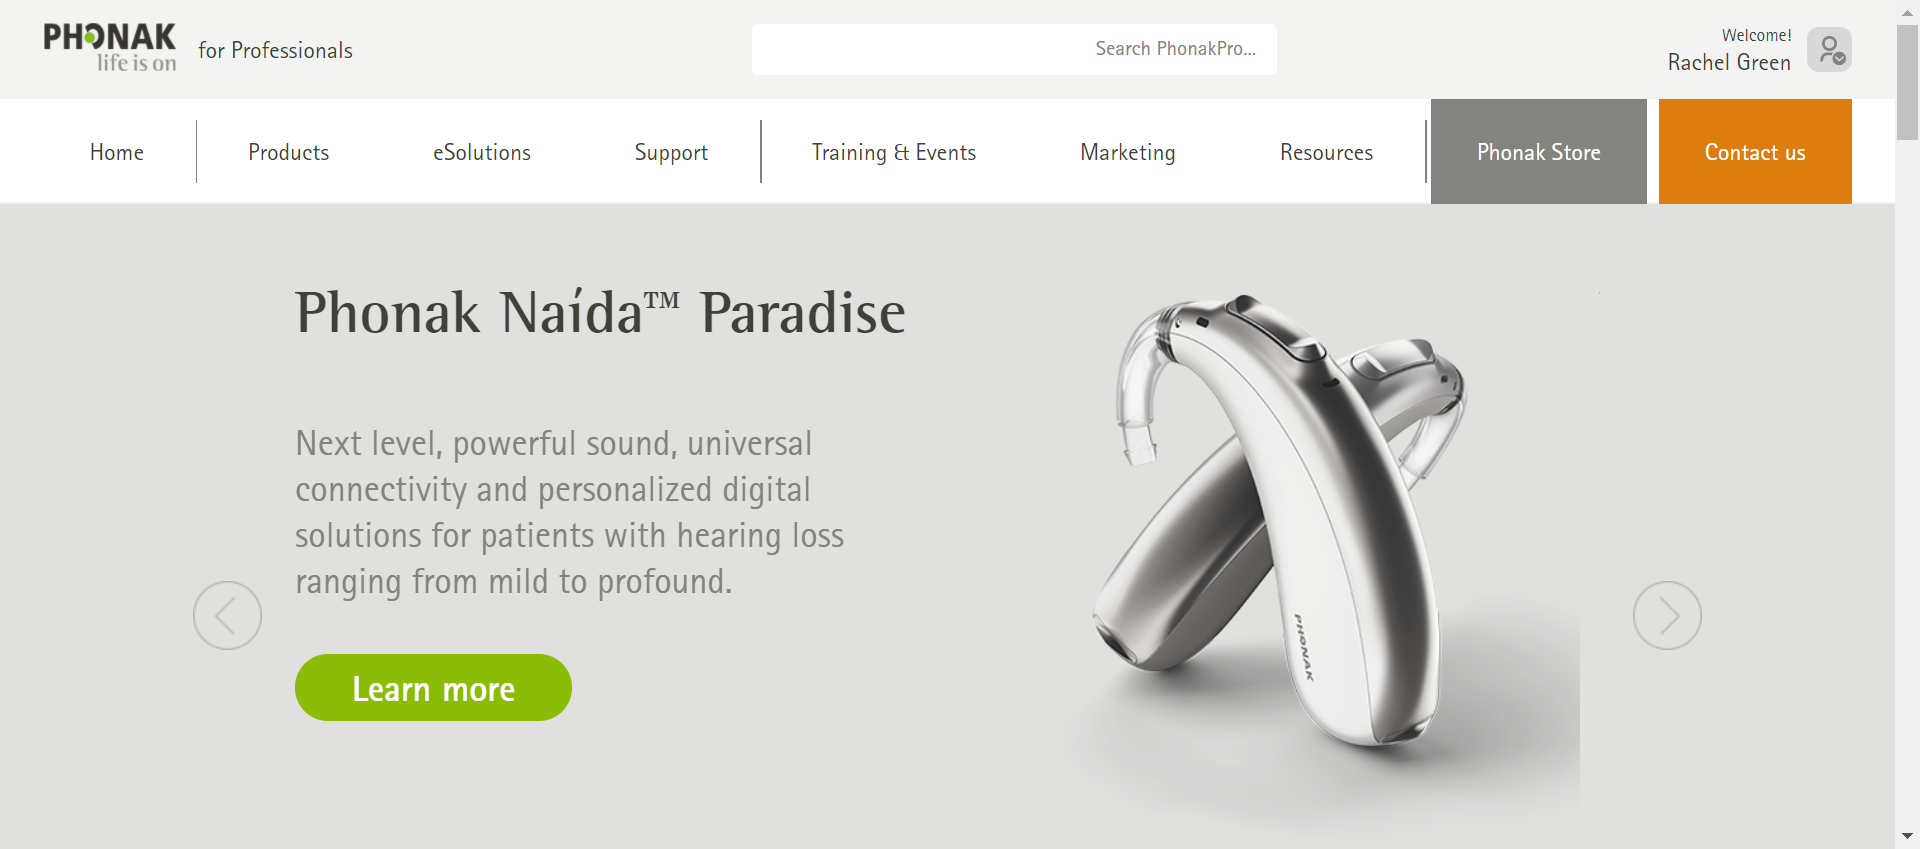 PHONAK
life is on
for Professionals
Search PhonakPro...
Welcome!
Rachel Green
Home
Products
eSolutions
Support
Training & Events
Marketing
Resources
Phonak Store
Contact us
Phonak Naída™ Paradise
Next level, powerful sound, universal
connectivity and personalized digital
solutions for patients with hearing loss
ranging from mild to profound.
Learn more
PHONAK